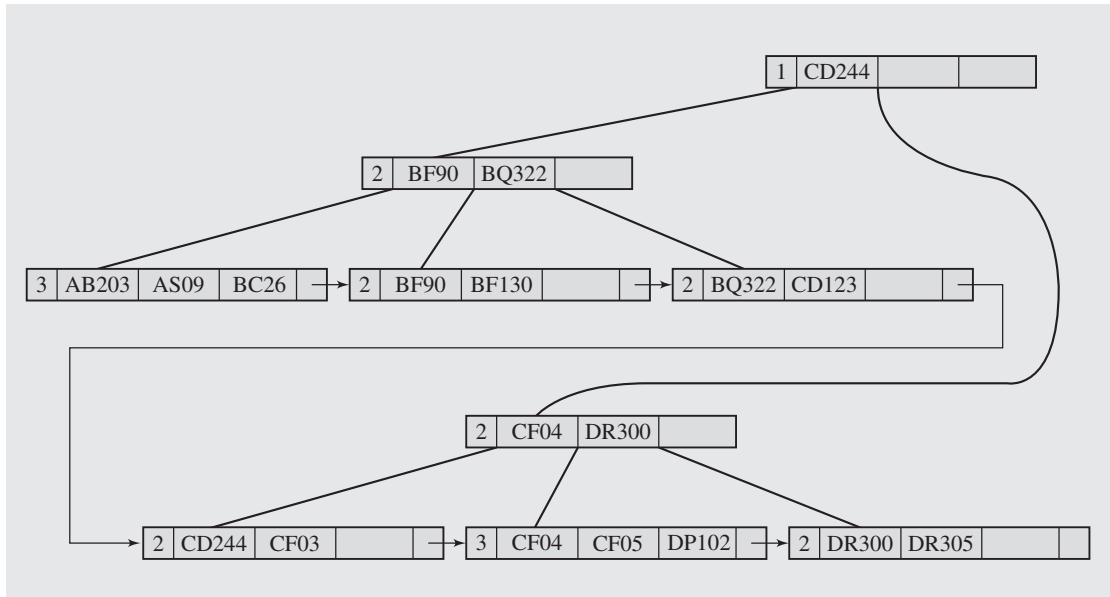 1 CD244
2 BF90 BQ322
3 AB203 AS09 BC26 2 BF90 BF130 2 BQ322 CD123
2 CF04 DR300
2 CD244 CF03 3 CF04 CF05 DP102 2 DR300 DR305